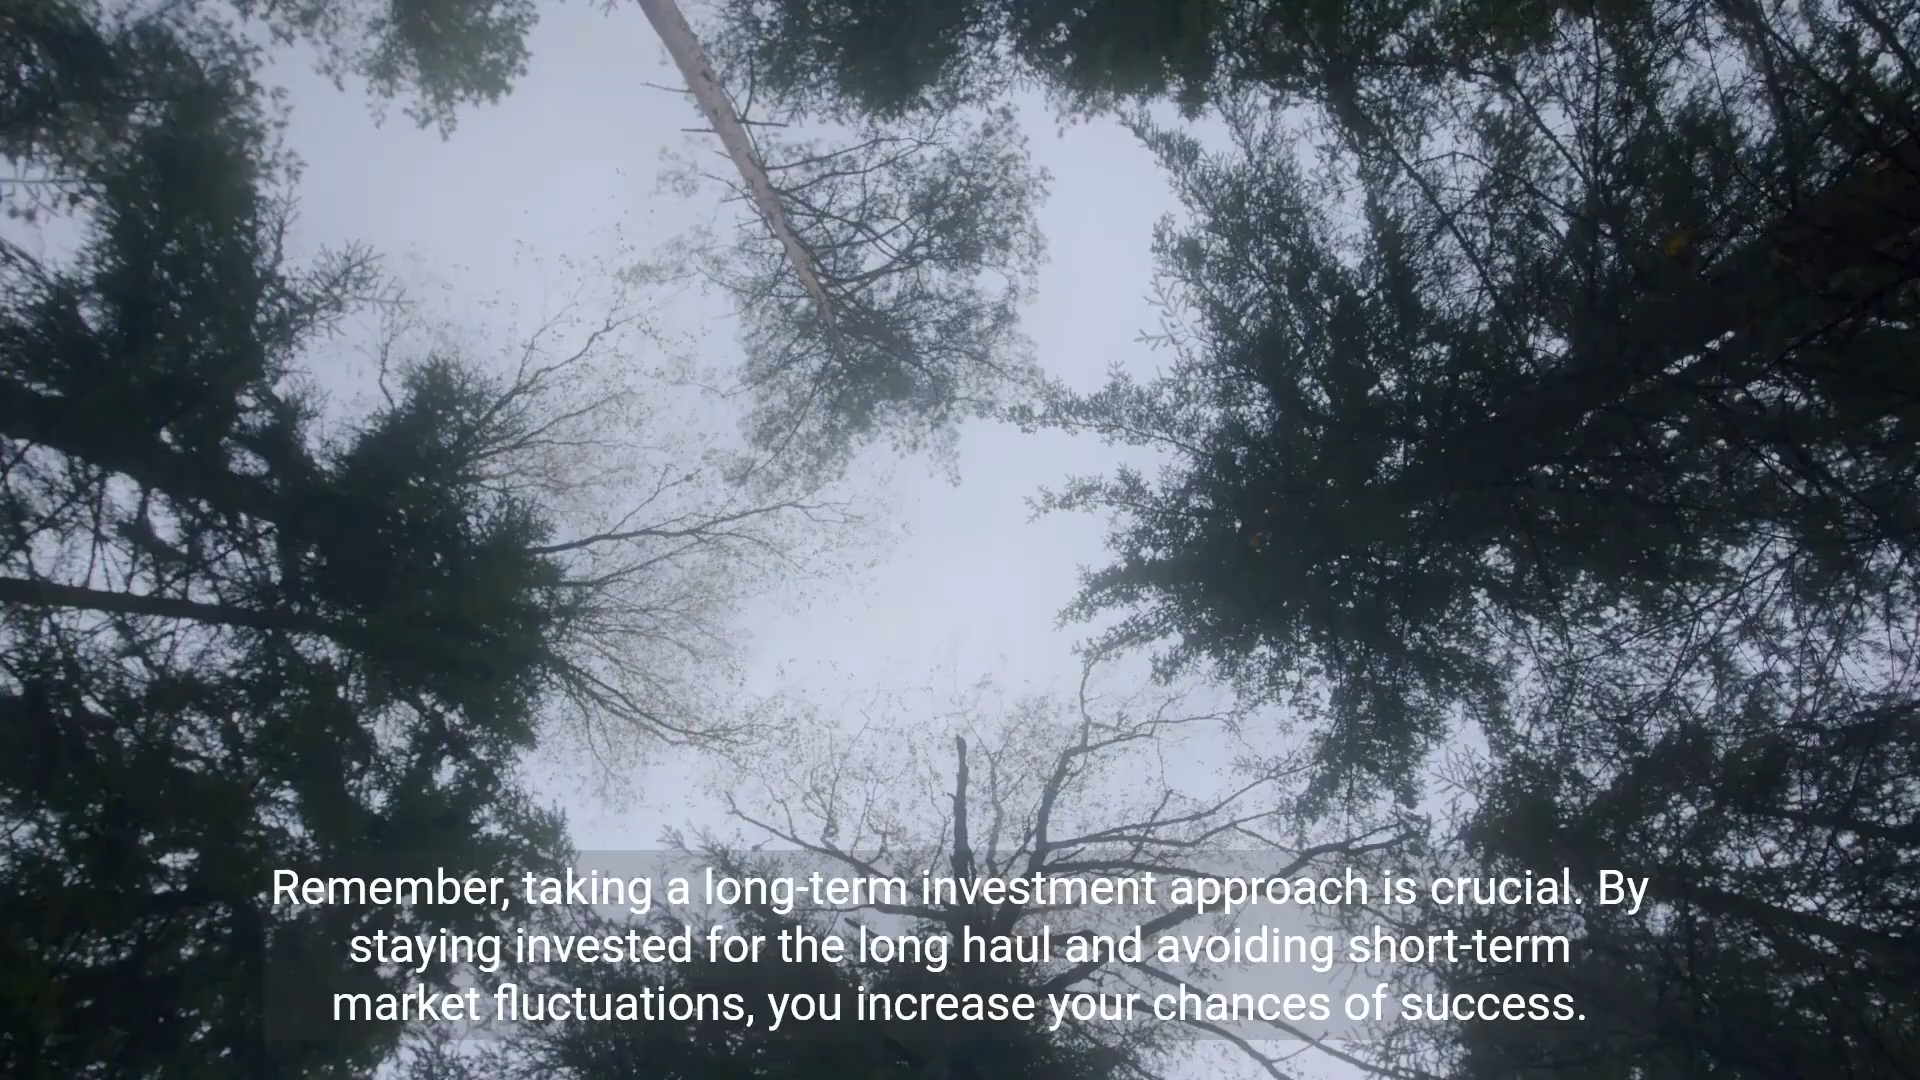 Remember, taking a long-term investment approach is crucial. By
staying invested for the long haul and avoiding short-term
market fluctuations, you increase your chances of success.